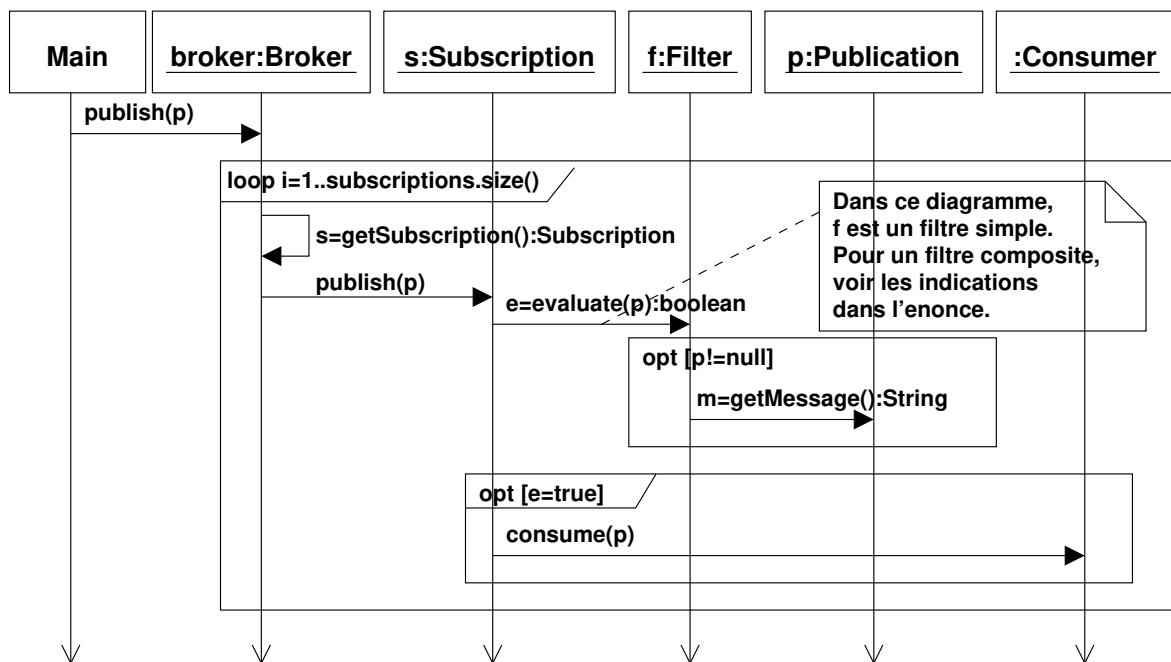 Main
broker:Broker
s:Subscription
f:Filter
p:Publication
:Consumer
publish(p)
loop i=1..subscriptions.size()
s=getSubscription():Subscription
Dans ce diagramme,
f est un filtre simple.
Pour un filtre composite,
voir les indications
dans l'enonce.
publish(p)
e=evaluate(p):boolean
opt [p!=null]
m=getMessage():String
opt [e=true]
consume(p)